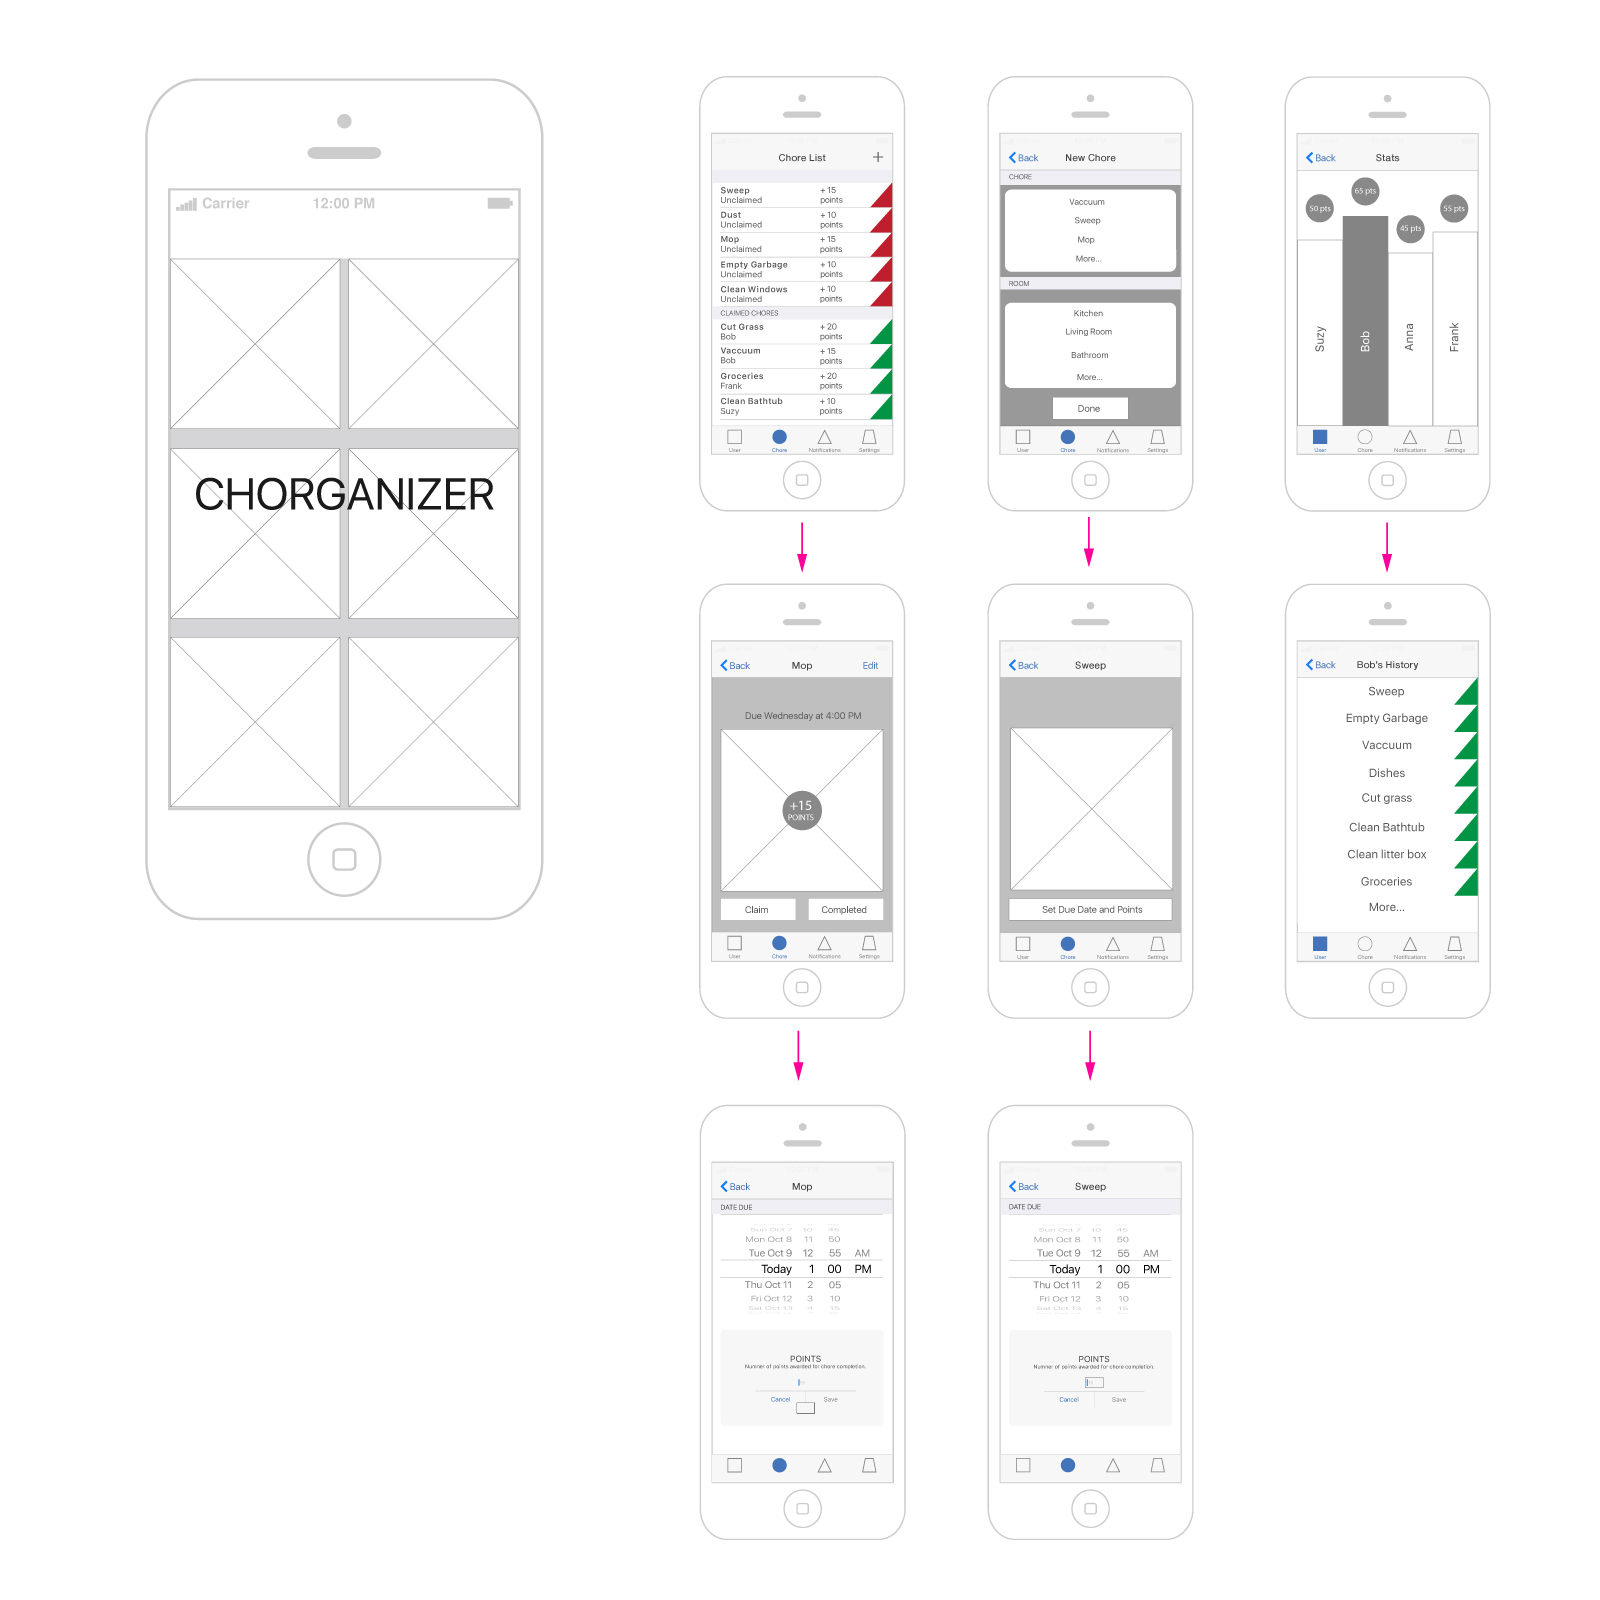 Carrier 12:00 PM
CHORGANIZER
Chore List +
Sweep + 15
Unclaimed points
Dust + 10
Unclaimed points
Mop + 15
Unclaimed points
Empty Garbage + 10
Unclaimed points
Clean Windows + 10
Unclaimed points
CLAIMED CHORES
Cut Grass + 20
Bob points
Vaccuum + 15
Bob points
Groceries + 20
Frank points
Clean Bathtub + 10
Suzy points
User Chore Notifications Settings
Back New Chore
CHORE
Vaccuum
Sweep
Mop
More...
ROOM
Kitchen
Living Room
Bathroom
More...
Done
User Chore Notifications Settings
Back Stats
50 pts 65 pts 45 pts 55 pts
Suzy Bob Anna Frank
User Chore Notifications Settings
Back Mop Edit
Due Wednesday at 4:00 PM
+15
POINTS
Claim Completed
User Chore Notifications Settings
Back Sweep
Set Due Date and Points
User Chore Notifications Settings
Back Bob's History
Sweep
Empty Garbage
Vaccuum
Dishes
Cut grass
Clean Bathtub
Clean litter box
Groceries
More...
User Chore Notifications Settings
Back Mop
DATE DUE
Sun Oct 7 10 45
Mon Oct 8 11 50
Tue Oct 9 12 55 AM
Today 1 00 PM
Thu Oct 11 2 05
Fri Oct 12 3 10
Sat Oct 13 4 15
POINTS
Numner of points awarded for chore completion.
Cancel Save
Back Sweep
DATE DUE
Sun Oct 7 10 45
Mon Oct 8 11 50
Tue Oct 9 12 55 AM
Today 1 00 PM
Thu Oct 11 2 05
Fri Oct 12 3 10
Sat Oct 13 4 15
POINTS
Numner of points awarded for chore completion.
Cancel Save